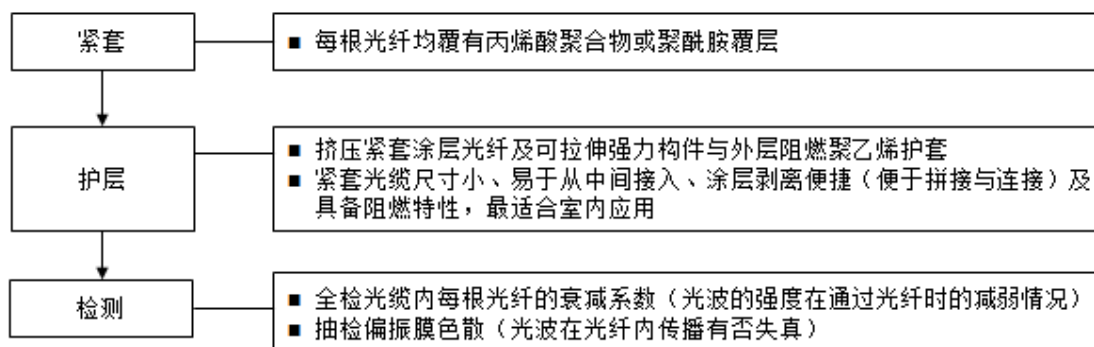 紧套
■ 每根光纤均覆有丙烯酸聚合物或聚酰胺覆层
护层
■ 挤压紧套涂层光纤及可拉伸强力构件与外层阻燃聚乙烯护套
■ 紧套光缆尺寸小、易于从中间接入、涂层剥离便捷（便于拼接与连接）及
具备阻燃特性，最适合室内应用
检测
■ 全检光缆内每根光纤的衰减系数（光波的强度在通过光纤时的减弱情况）
■ 抽检偏振膜色散（光波在光纤内传播有否失真）